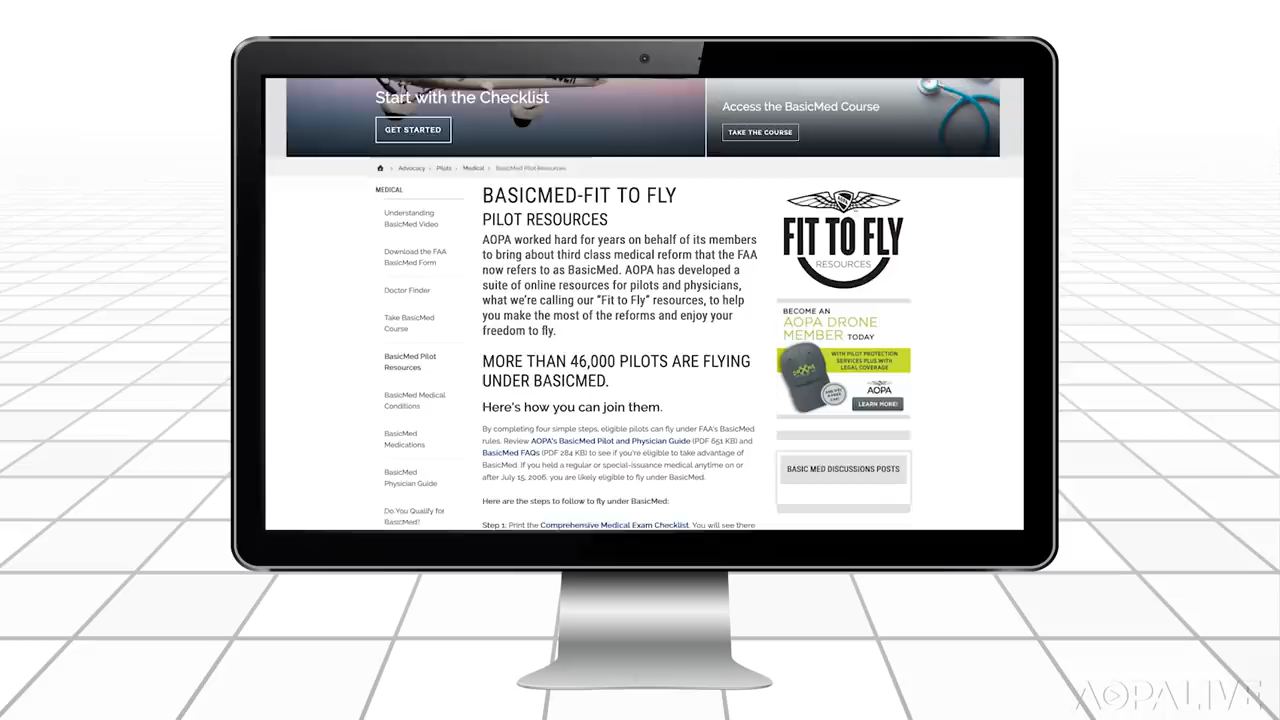 Start with the Checklist
GET STARTED
Access the BasicMed Course
TAKE THE COURSE
Advocacy › Pilots › Medical › BasicMed Pilot Resources
MEDICAL
Understanding
BasicMed Video
Download the FAA
BasicMed Form
Doctor Finder
Take BasicMed
Course
BasicMed Pilot
Resources
BasicMed Medical
Conditions
BasicMed
Medications
BasicMed
Physician Guide
Do You Qualify for
BasicMed?
BASICMED-FIT TO FLY
PILOT RESOURCES
AOPA worked hard for years on behalf of its members
to bring about third class medical reform that the FAA
now refers to as BasicMed. AOPA has developed a
suite of online resources for pilots and physicians,
what we're calling our "Fit to Fly" resources, to help
you make the most of the reforms and enjoy your
freedom to fly.
MORE THAN 46,000 PILOTS ARE FLYING
UNDER BASICMED.
Here's how you can join them.
By completing four simple steps, eligible pilots can fly under FAA's BasicMed
rules. Review AOPA's BasicMed Pilot and Physician Guide (PDF 651 KB) and
BasicMed FAQs (PDF 284 KB) to see if you're eligible to take advantage of
BasicMed. If you held a regular or special-issuance medical anytime on or
after July 15, 2006, you are likely eligible to fly under BasicMed.
Here are the steps to follow to fly under BasicMed:
Step 1: Print the Comprehensive Medical Exam Checklist. You will see there
FIT TO FLY
RESOURCES
BECOME AN
AOPA DRONE
MEMBER TODAY
WITH PILOT PROTECTION
SERVICES PLUS WITH
LEGAL COVERAGE
AOPA
LEARN MORE!
BASIC MED DISCUSSIONS POSTS
AOPA LIVE